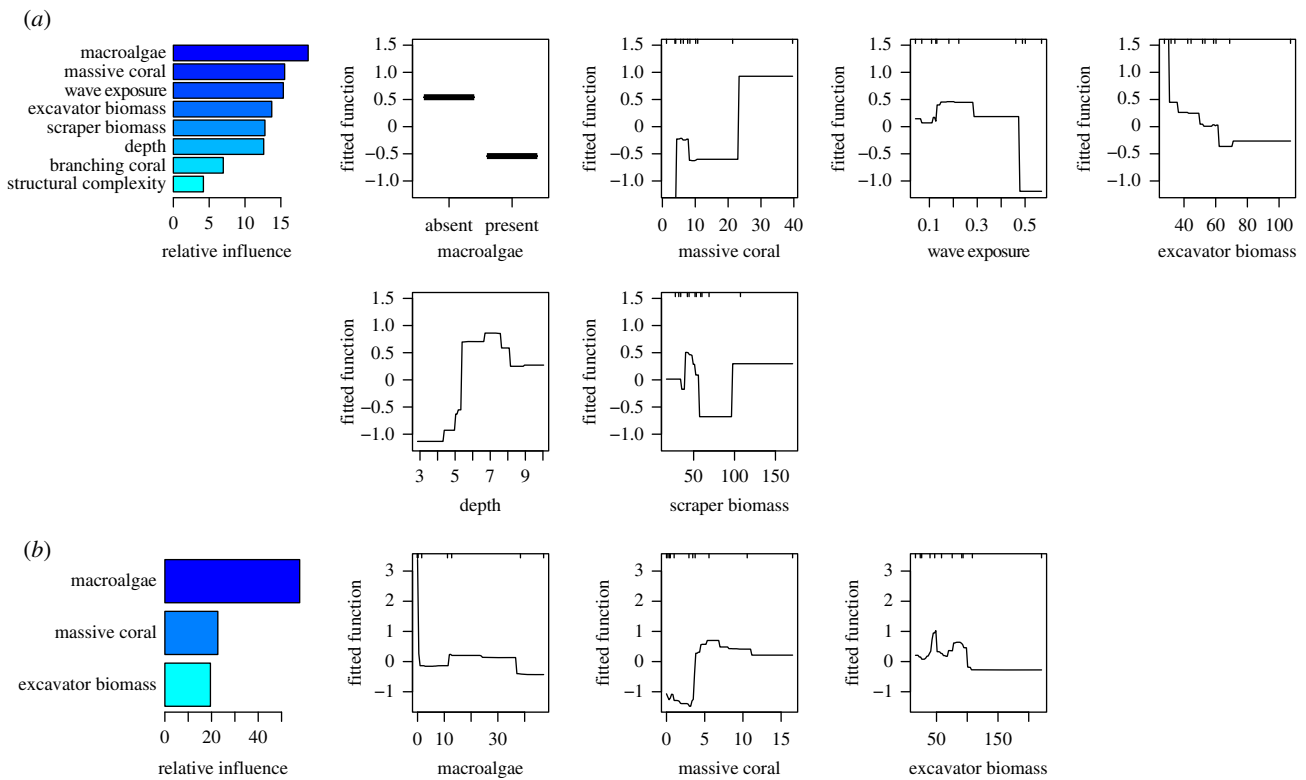 (a)
macroalgae
massive coral
wave exposure
excavator biomass
scraper biomass
depth
branching coral
structural complexity
0 5 10 15
relative influence
fitted function
1.5
1.0
0.5
0
−0.5
−1.0
absent present
macroalgae
fitted function
1.5
1.0
0.5
0
−0.5
−1.0
0 10 20 30 40
massive coral
fitted function
1.5
1.0
0.5
0
−0.5
−1.0
0.1 0.3 0.5
wave exposure
fitted function
1.5
1.0
0.5
0
−0.5
−1.0
40 60 80 100
excavator biomass
fitted function
1.5
1.0
0.5
0
−0.5
−1.0
3 5 7 9
depth
fitted function
1.5
1.0
0.5
0
−0.5
−1.0
50 100 150
scraper biomass
(b)
macroalgae
massive coral
excavator biomass
0 20 40
relative influence
fitted function
3
2
1
0
−1
0 10 30
macroalgae
fitted function
3
2
1
0
−1
0 5 10 15
massive coral
fitted function
3
2
1
0
−1
50 150
excavator biomass